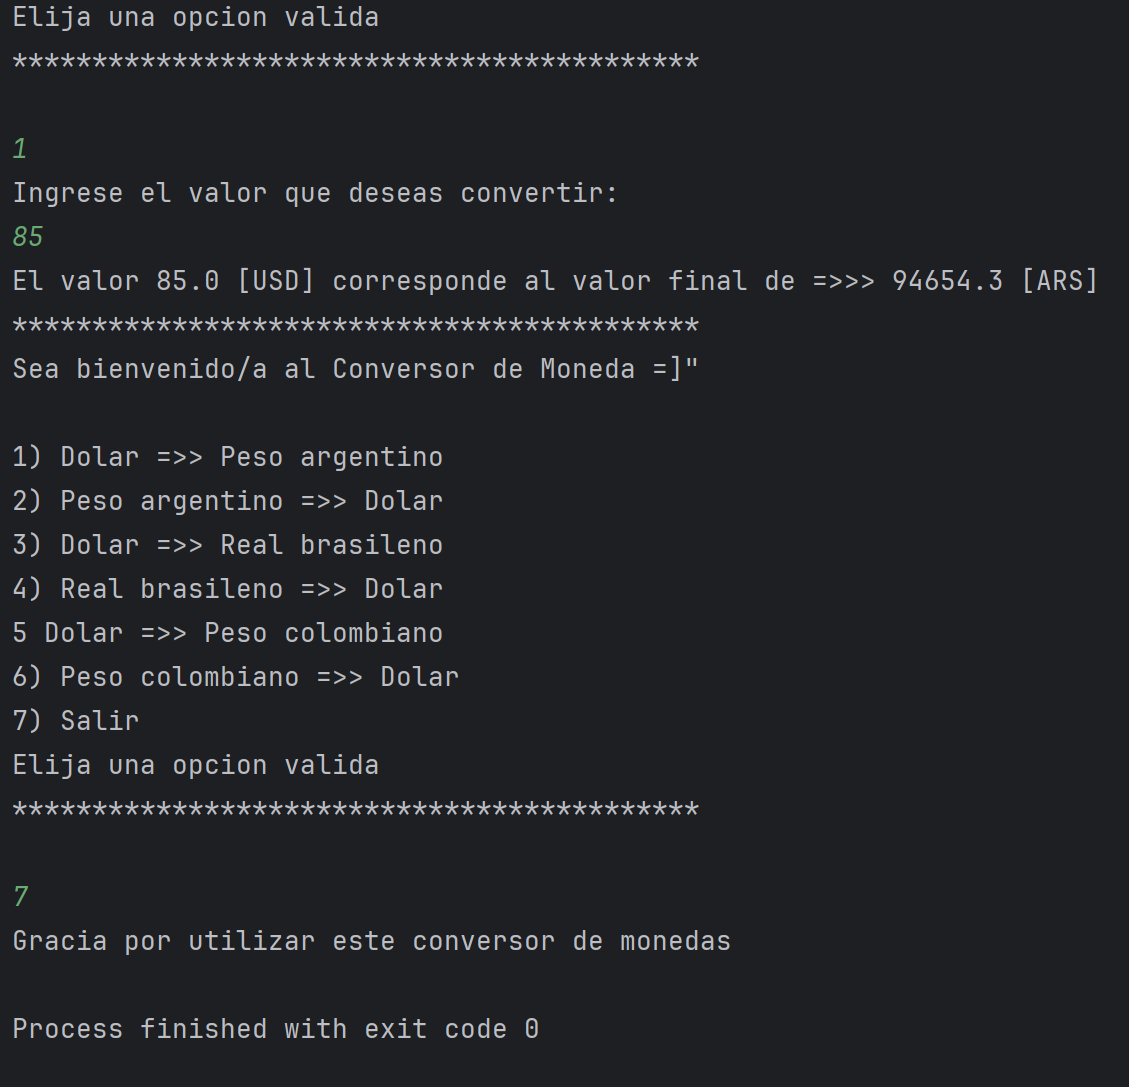 Elija una opcion valida
*******************************************
1
Ingrese el valor que deseas convertir:
85
El valor 85.0 [USD] corresponde al valor final de =>>> 94654.3 [ARS]
*******************************************
Sea bienvenido/a al Conversor de Moneda =]"
1) Dolar =>> Peso argentino
2) Peso argentino =>> Dolar
3) Dolar =>> Real brasileno
4) Real brasileno =>> Dolar
5 Dolar =>> Peso colombiano
6) Peso colombiano =>> Dolar
7) Salir
Elija una opcion valida
*******************************************
7
Gracia por utilizar este conversor de monedas
Process finished with exit code 0